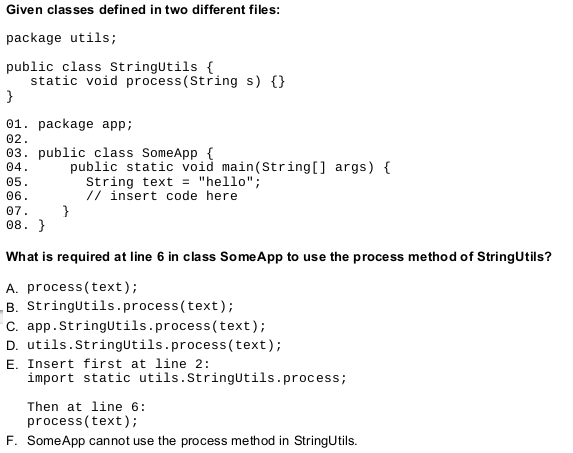 Given classes defined in two different files:
package utils;
public class StringUtils {
static void process(String s) {}
}
01. package app;
02.
03. public class SomeApp {
04. public static void main(String[] args) {
05. String text = "hello";
06. // insert code here
07. }
08. }
What is required at line 6 in class SomeApp to use the process method of StringUtils?
A. process(text);
B. StringUtils.process(text);
C. app.StringUtils.process(text);
D. utils.StringUtils.process(text);
E. Insert first at line 2:
import static utils.StringUtils.process;
Then at line 6:
process(text);
F. SomeApp cannot use the process method in StringUtils.